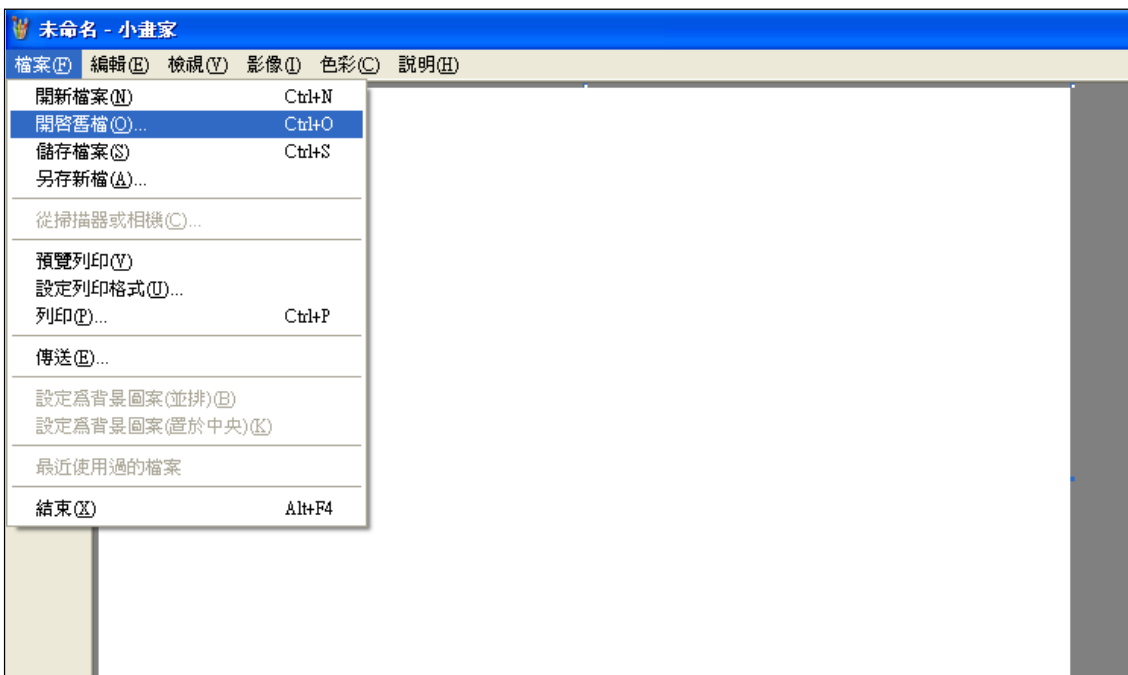 未命名 - 小畫家
檔案(F) 編輯(E) 檢視(V) 影像(I) 色彩(C) 說明(H)
開新檔案(N) Ctrl+N
開啓舊檔(O)... Ctrl+O
儲存檔案(S) Ctrl+S
另存新檔(A)...
從掃描器或相機(C)...
預覽列印(V)
設定列印格式(U)...
列印(P)... Ctrl+P
傳送(E)...
設定爲背景圖案(並排)(B)
設定爲背景圖案(置於中央)(K)
最近使用過的檔案
結束(X) Alt+F4